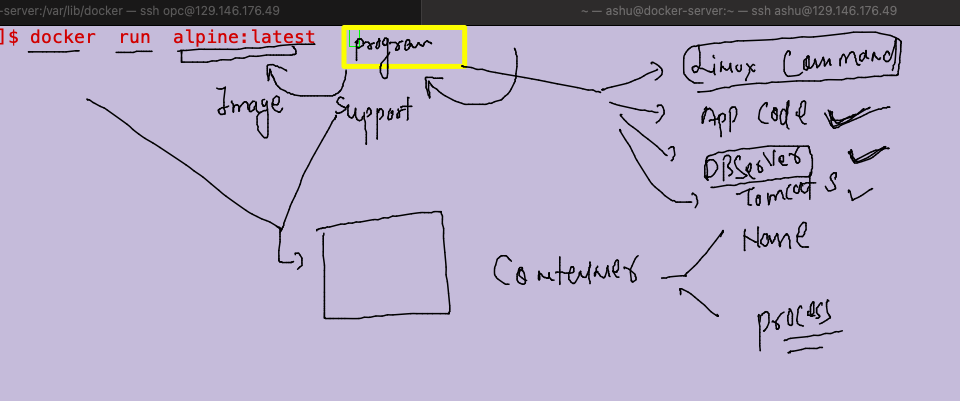 -server:/var/lib/docker — ssh opc@129.146.176.49
~ — ashu@docker-server:~ — ssh ashu@129.146.176.49
]$ docker run alpine:latest program
Linux Command
Image
Support
App Code
DBServer
Tomcat S
Name
Container
process